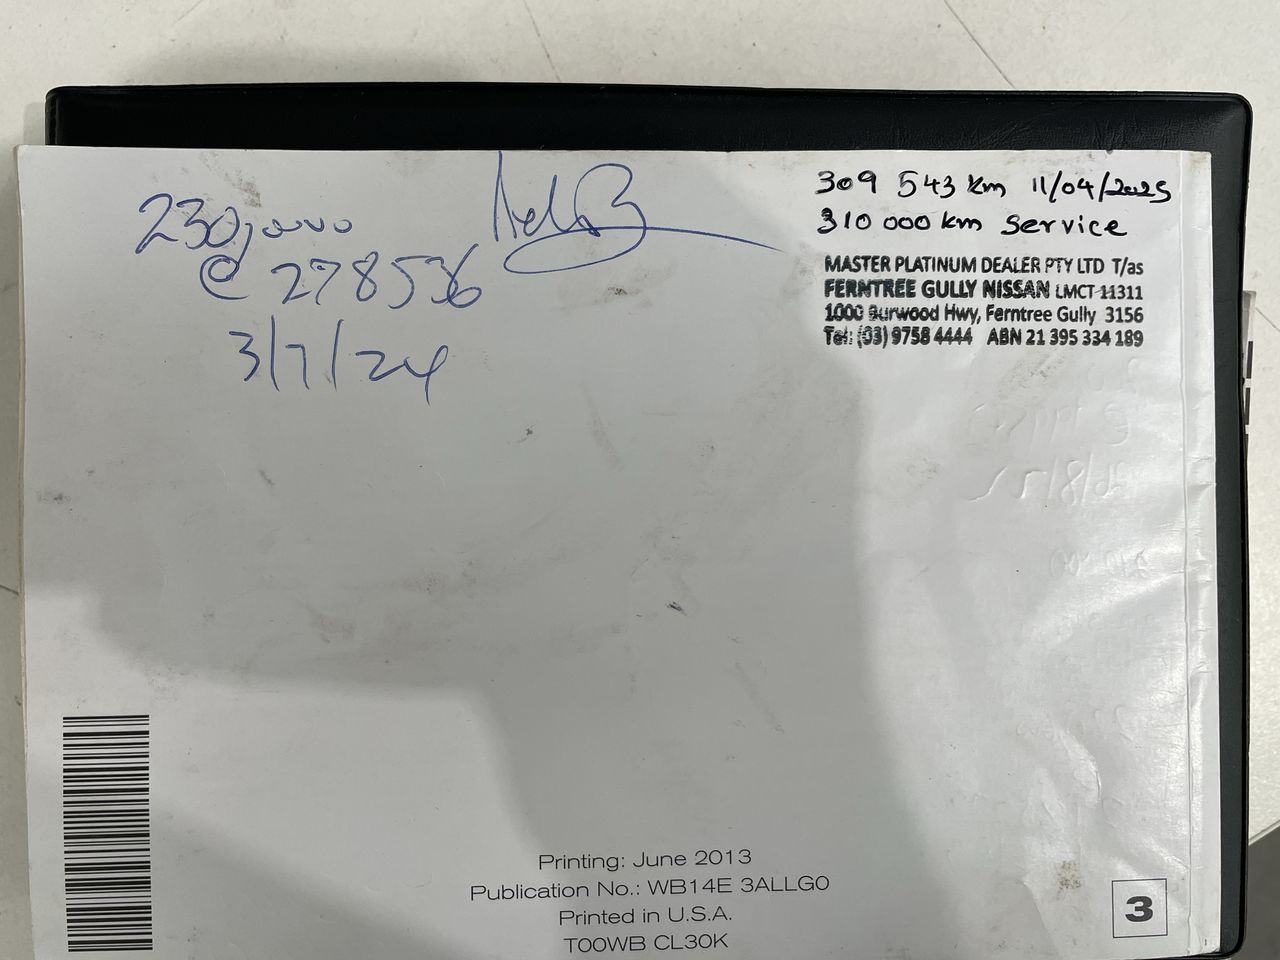 230,000
@ 278536
3/7/24
309 543 km 11/04/2025
310 000 km service
MASTER PLATINUM DEALER PTY LTD T/as
FERNTREE GULLY NISSAN LMCT 11311
1000 Burwood Hwy, Ferntree Gully 3156
Tel: (03) 9758 4444 ABN 21 395 334 189
Printing: June 2013
Publication No.: WB14E 3ALLG0
Printed in U.S.A.
T00WB CL30K
3